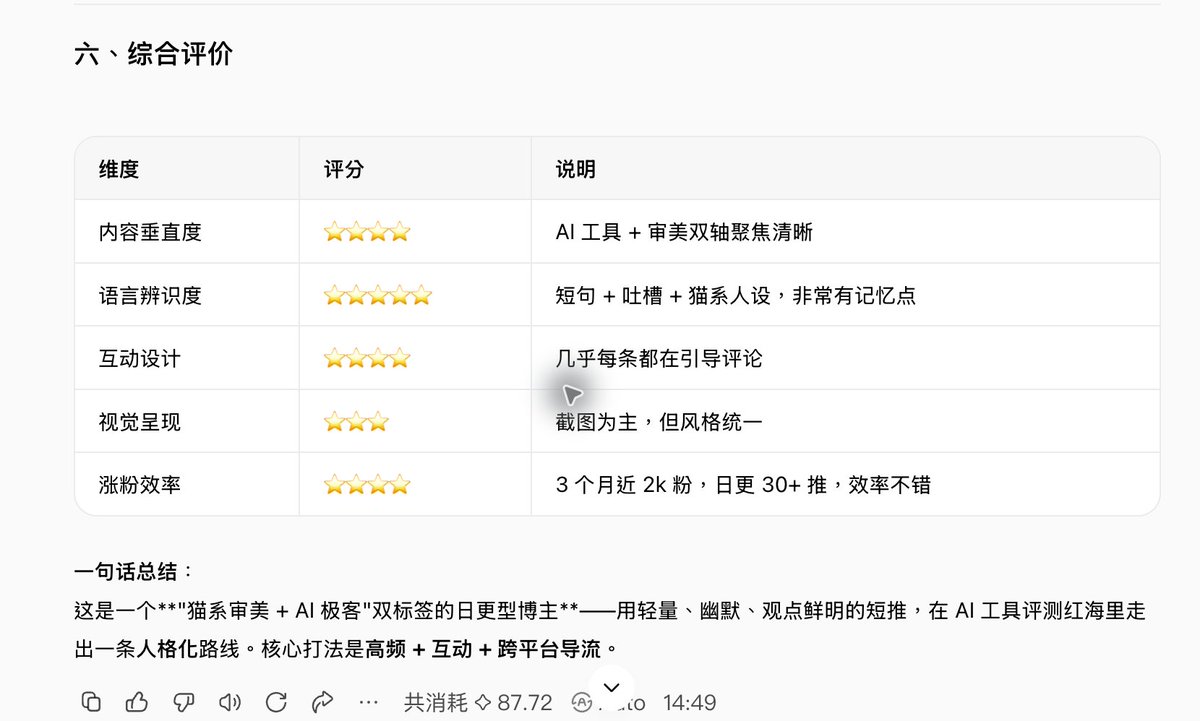 六、综合评价
维度 评分 说明
内容垂直度 ⭐⭐⭐⭐ AI 工具 + 审美双轴聚焦清晰
语言辨识度 ⭐⭐⭐⭐⭐ 短句 + 吐槽 + 猫系人设，非常有记忆点
互动设计 ⭐⭐⭐⭐ 几乎每条都在引导评论
视觉呈现 ⭐⭐⭐ 截图为主，但风格统一
涨粉效率 ⭐⭐⭐⭐ 3 个月近 2k 粉，日更 30+ 推，效率不错
一句话总结：
这是一个**"猫系审美 + AI 极客"双标签的日更型博主**——用轻量、幽默、观点鲜明的短推，在 AI 工具评测红海里走
出一条人格化路线。核心打法是高频 + 互动 + 跨平台导流。
共消耗 87.72 14:49